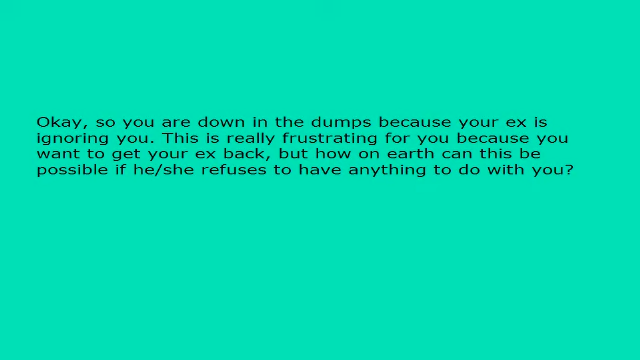 Okay, so you are down in the dumps because your ex is
ignoring you. This is really frustrating for you because you
want to get your ex back, but how on earth can this be
possible if he/she refuses to have anything to do with you?